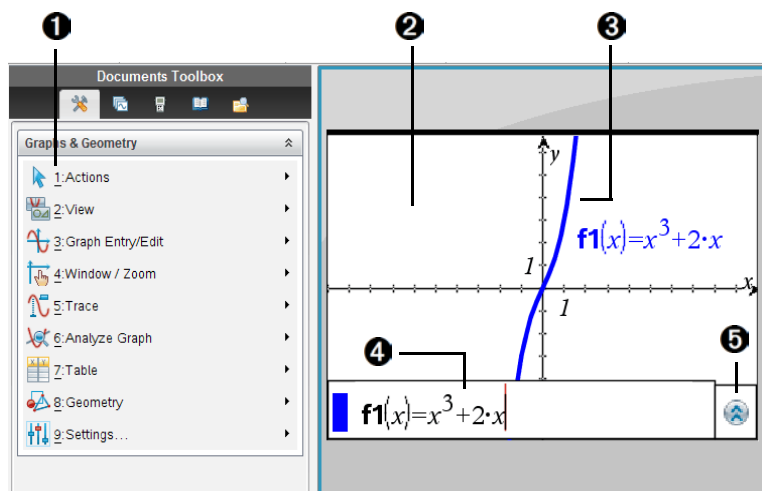 1 2 3
Documents Toolbox
Graphs & Geometry
1:Actions
2:View
3:Graph Entry/Edit
4:Window / Zoom
5:Trace
6:Analyze Graph
7:Table
8:Geometry
9:Settings...
y
f1(x)=x³+2·x
1
x
1
4
5
f1(x)=x³+2·x